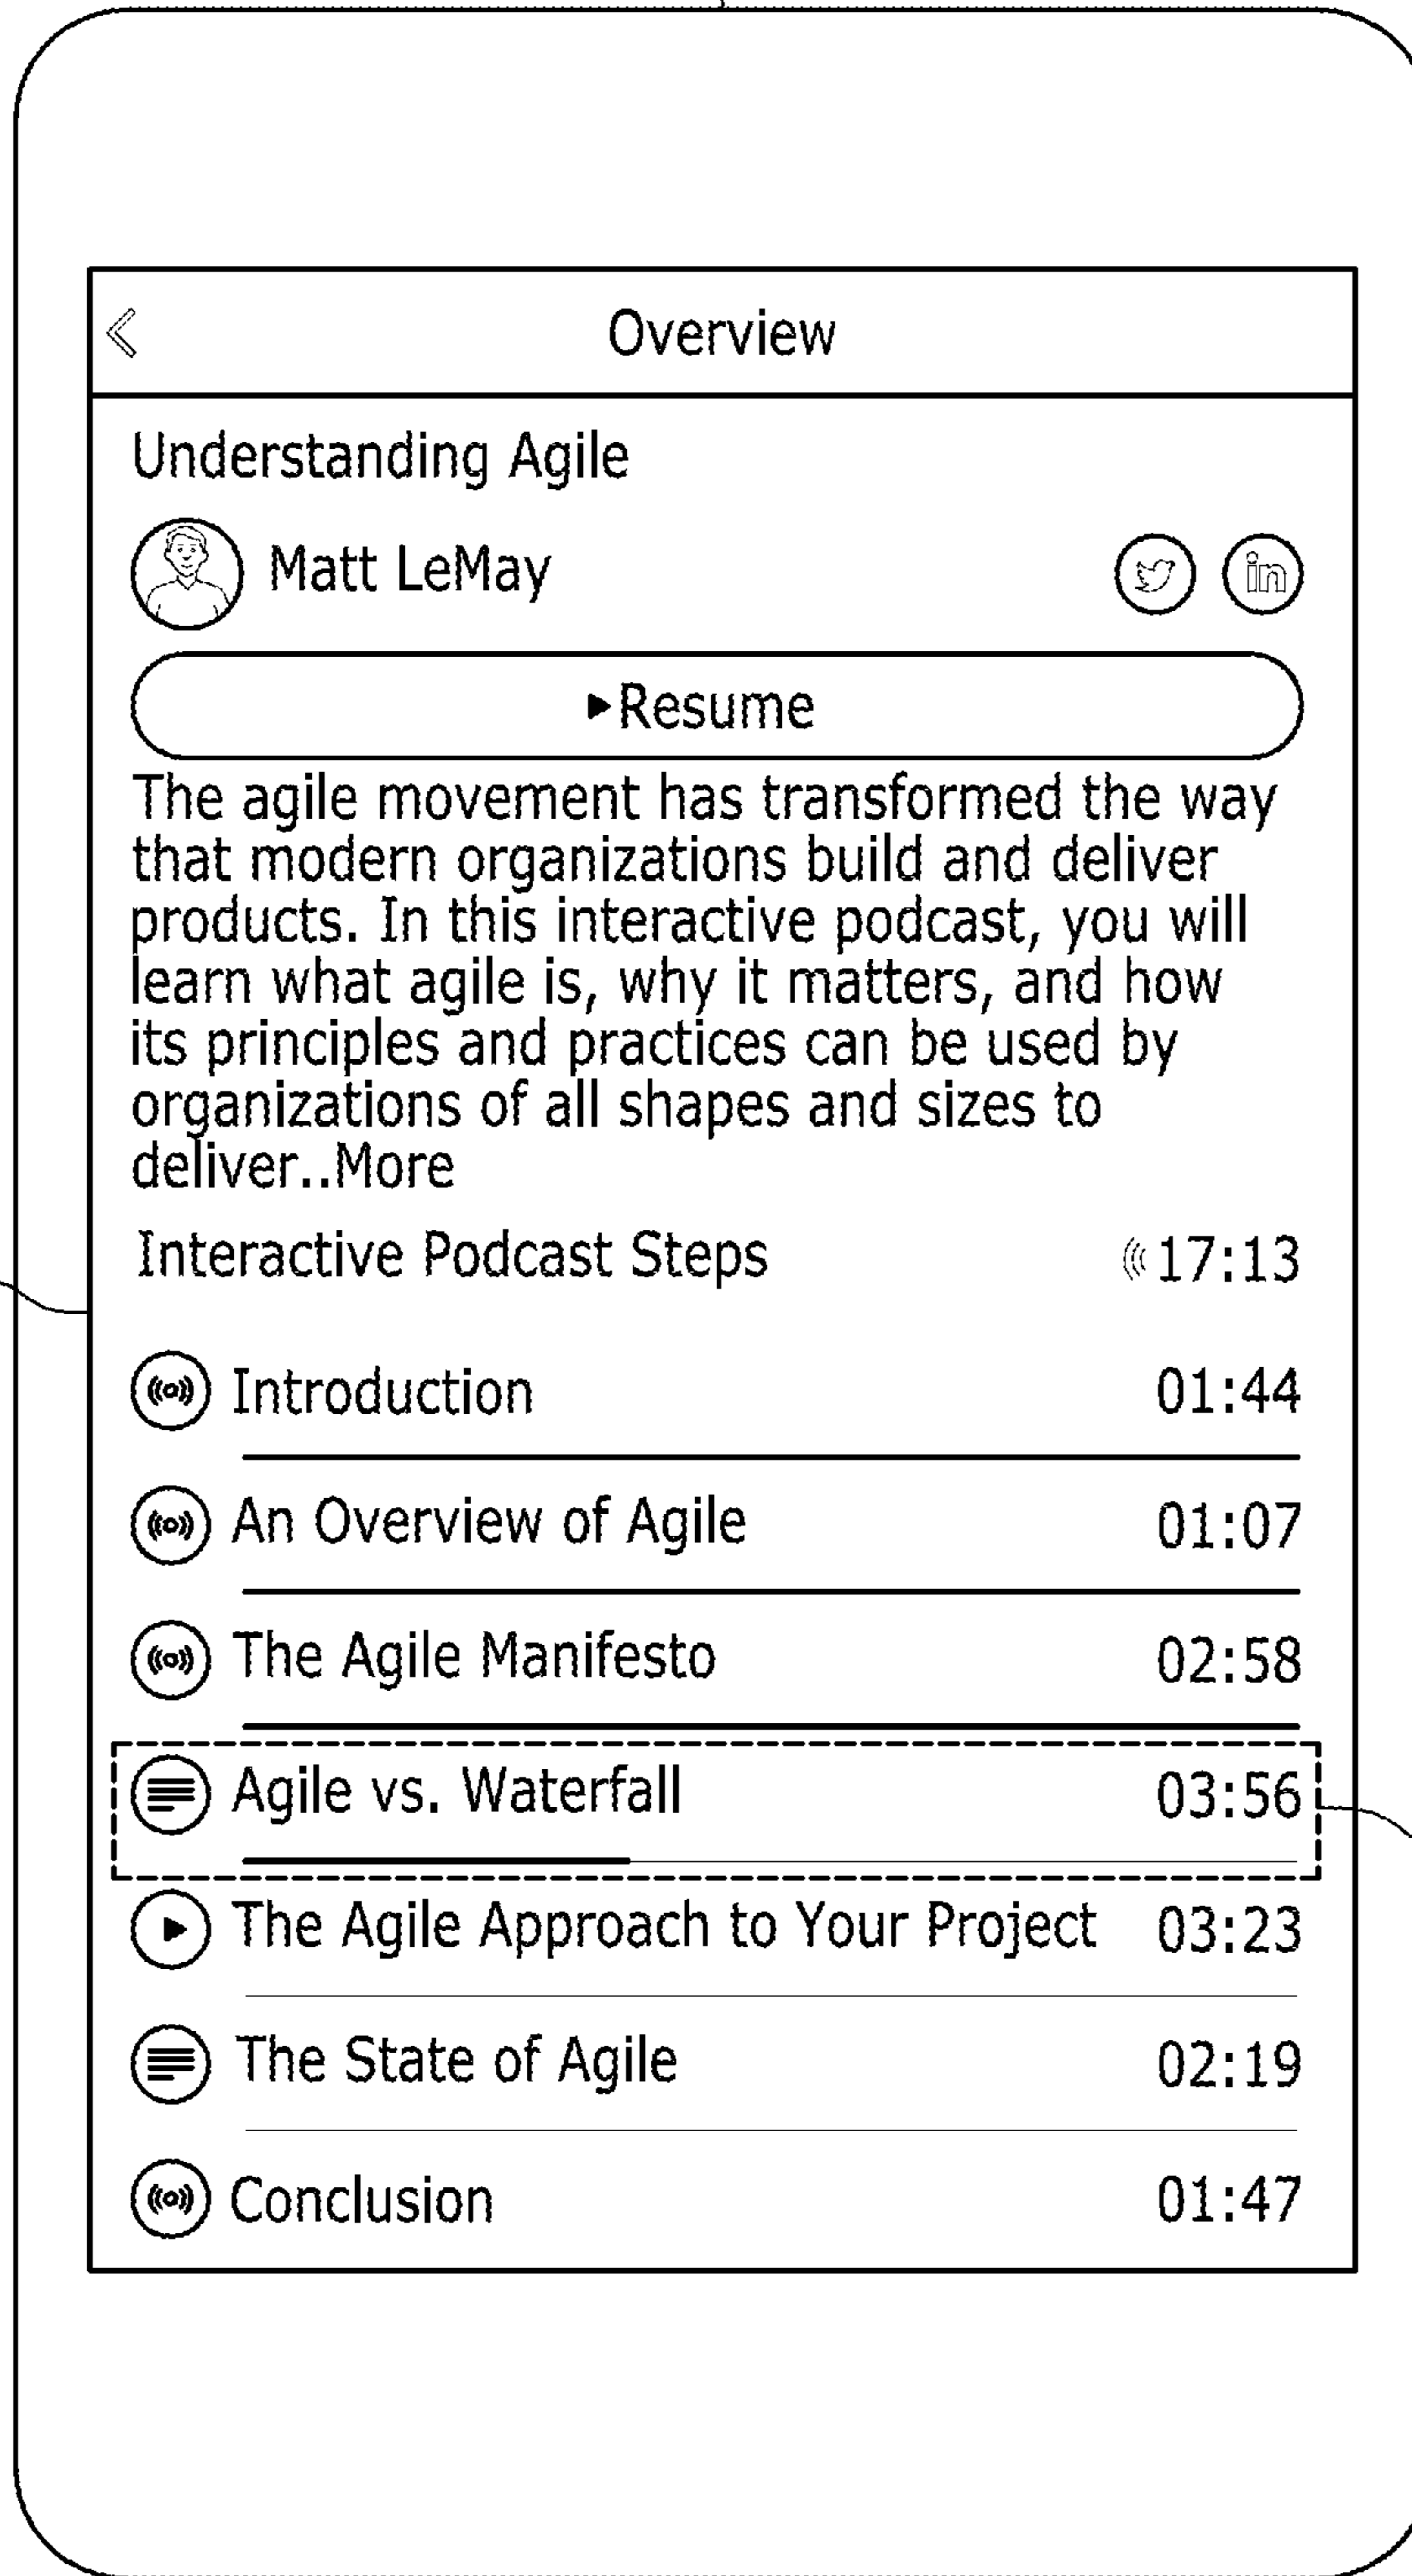 Overview
Understanding Agile
Matt LeMay
in
Resume
The agile movement has transformed the way
that modern organizations build and deliver
products. In this interactive podcast, you will
learn what agile is, why it matters, and how
its principles and practices can be used by
organizations of all shapes and sizes to
deliver..More
Interactive Podcast Steps 17:13
Introduction 01:44
An Overview of Agile 01:07
The Agile Manifesto 02:58
Agile vs. Waterfall 03:56
The Agile Approach to Your Project 03:23
The State of Agile 02:19
Conclusion 01:47